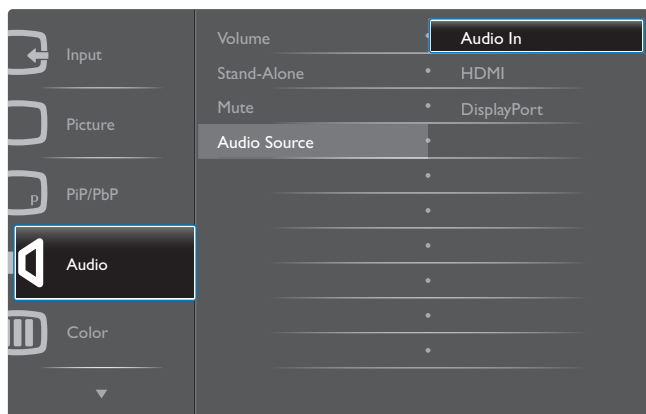 Input
Picture
P
PiP/PbP
Audio
Color
Volume
Stand-Alone
Mute
Audio Source
Audio In
HDMI
DisplayPort